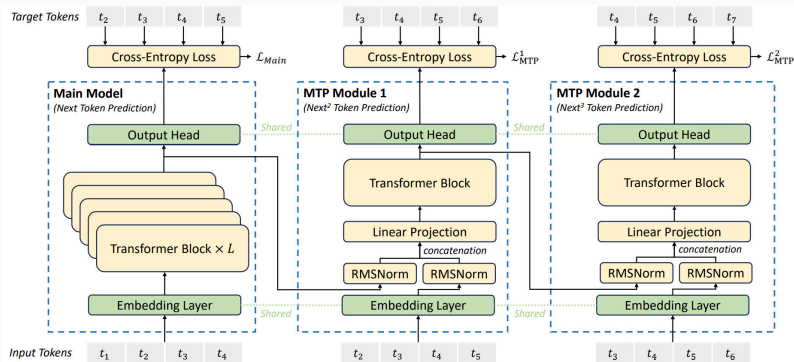 Target Tokens t₂ t₃ t₄ t₅ t₃ t₄ t₅ t₆ t₄ t₅ t₆ t₇
Cross-Entropy Loss ℒ_Main Cross-Entropy Loss ℒ¹_MTP Cross-Entropy Loss ℒ²_MTP
Main Model
(Next Token Prediction)
MTP Module 1
(Next² Token Prediction)
MTP Module 2
(Next³ Token Prediction)
Output Head Shared Output Head Shared Output Head
Transformer Block × L
Transformer Block
Transformer Block
Linear Projection
Linear Projection
concatenation
concatenation
RMSNorm RMSNorm
RMSNorm RMSNorm
Embedding Layer Shared Embedding Layer Shared Embedding Layer
Input Tokens t₁ t₂ t₃ t₄ t₂ t₃ t₄ t₅ t₃ t₄ t₅ t₆